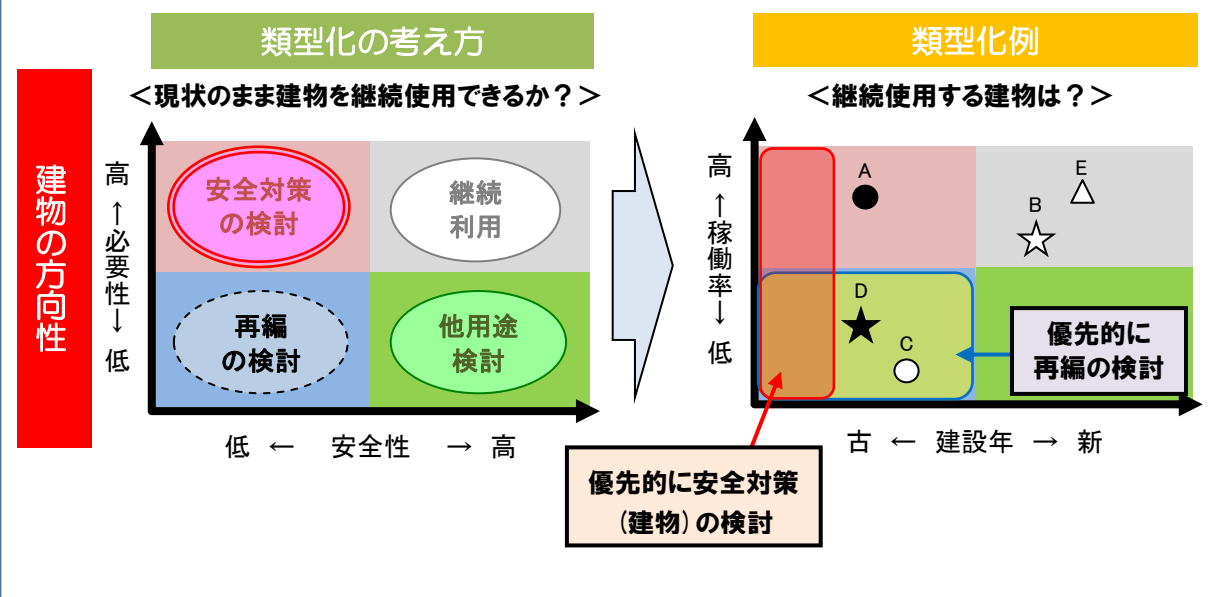 類型化の考え方
類型化例
建物の方向性
＜現状のまま建物を継続使用できるか？＞
高 ←必要性→ 低
安全対策
の検討
継続
利用
再編
の検討
他用途
検討
低 ← 安全性 → 高
＜継続使用する建物は？＞
高 ←稼働率→ 低
A
E
B
D
C
優先的に
再編の検討
古 ← 建設年 → 新
優先的に安全対策
（建物）の検討